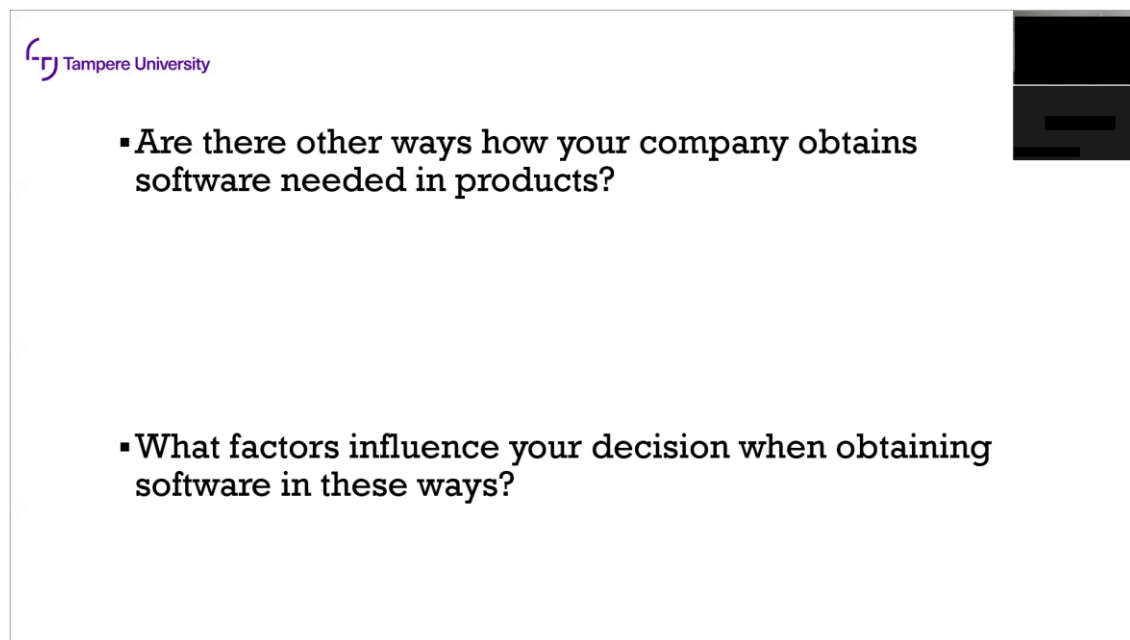 Tampere University
▪Are there other ways how your company obtains
software needed in products?
▪What factors influence your decision when obtaining
software in these ways?